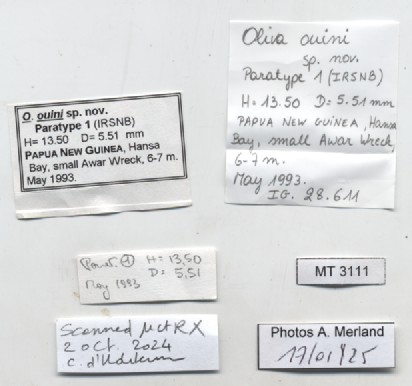 O. ouini sp. nov.
Paratype 1 (IRSNB)
H= 13.50 D= 5.51 mm
PAPUA NEW GUINEA, Hansa
Bay, small Awar Wreck, 6-7 m.
May 1993.
Oliva ouini
sp. nov.
Paratype 1 (IRSNB)
H= 13.50 D= 5.51 mm
PAPUA NEW GUINEA, Hansa
Bay, small Awar Wreck,
6-7 m.
May 1993.
IG. 28.611
Parat. 1 H= 13,50
D= 5,51
May 1993
MT 3111
Scanned µCT RX
2 Oct. 2024
C. d'Udekem
Photos A. Merland
17/01/25